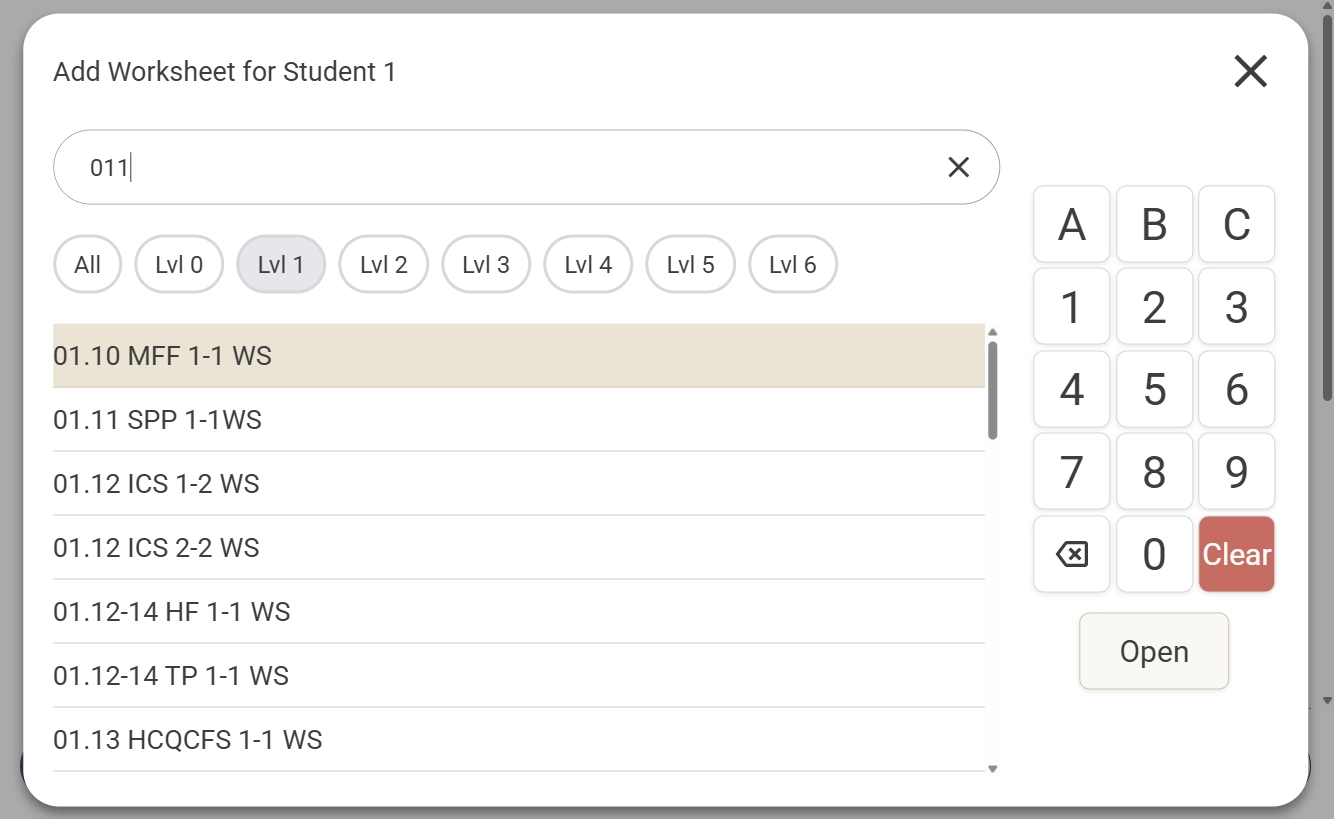 Add Worksheet for Student 1
011
All Lvl 0 Lvl 1 Lvl 2 Lvl 3 Lvl 4 Lvl 5 Lvl 6
01.10 MFF 1-1 WS
01.11 SPP 1-1WS
01.12 ICS 1-2 WS
01.12 ICS 2-2 WS
01.12-14 HF 1-1 WS
01.12-14 TP 1-1 WS
01.13 HCQCFS 1-1 WS
A B C
1 2 3
4 5 6
7 8 9
0 Clear
Open